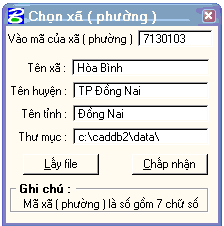 Chọn xã ( phường )
Vào mã của xã ( phường ) 7130103
Tên xã : Hòa Bình
Tên huyện : TP Đồng Nai
Tên tỉnh : Đồng Nai
Thư mục : c:\caddb2\data\
Lấy file Chấp nhận
Ghi chú :
Mã xã ( phường ) là số gồm 7 chữ số